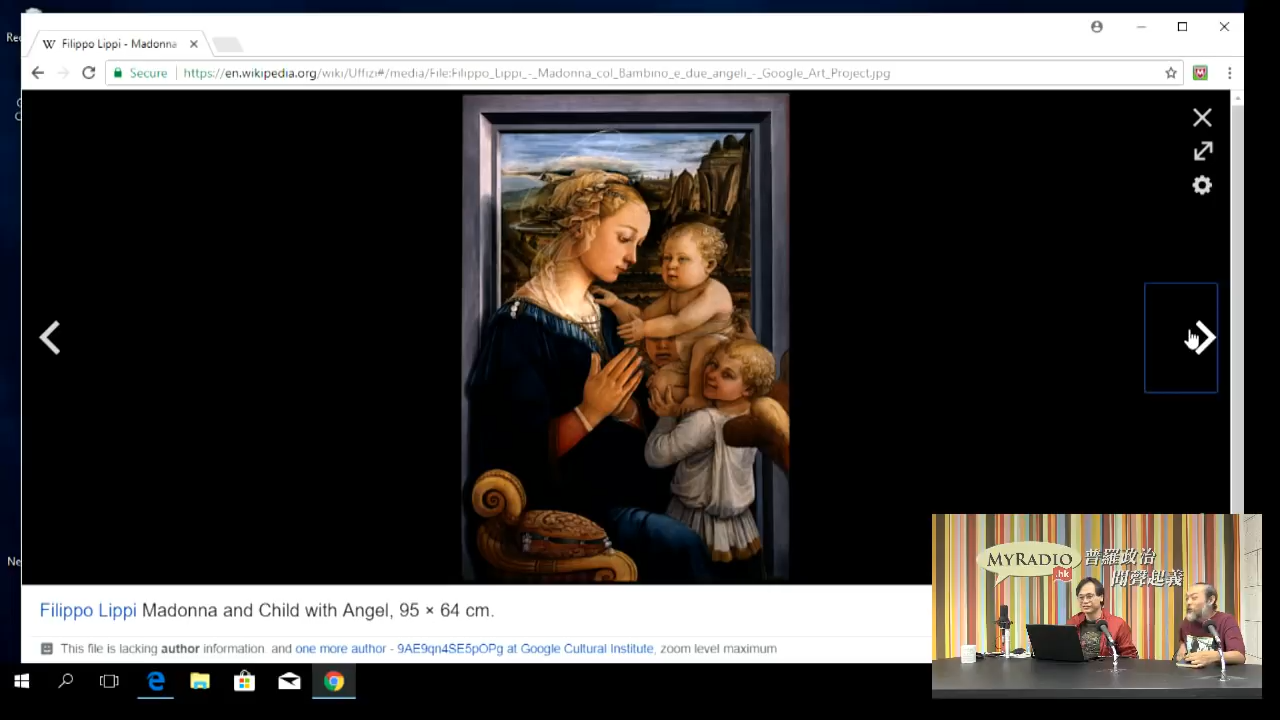 Filippo Lippi - Madonna
Secure
https://en.wikipedia.org/wiki/Uffizi#/media/File:Filippo_Lippi_-_Madonna_col_Bambino_e_due_angeli_-_Google_Art_Project.jpg
Filippo Lippi Madonna and Child with Angel, 95 × 64 cm.
This file is lacking author information and one more author - 9AE9qn4SE5pOPg at Google Cultural Institute, zoom level maximum
MYRADIO
.hk
普羅政治
聞聲起義